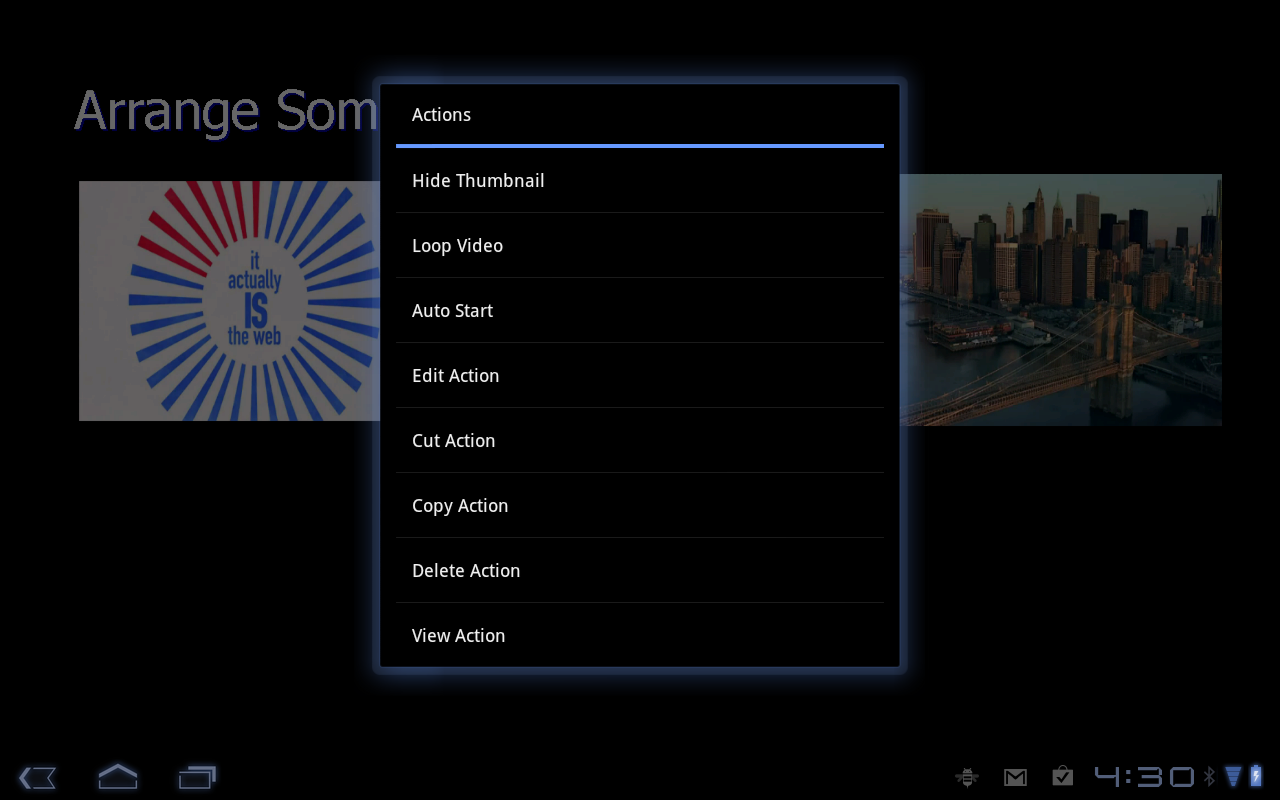 Arrange Som
Actions
Hide Thumbnail
Loop Video
Auto Start
Edit Action
Cut Action
Copy Action
Delete Action
View Action
it
actually
IS
the web
4:30